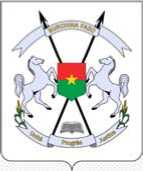 BURKINA FASO
Unité Progrès Justice